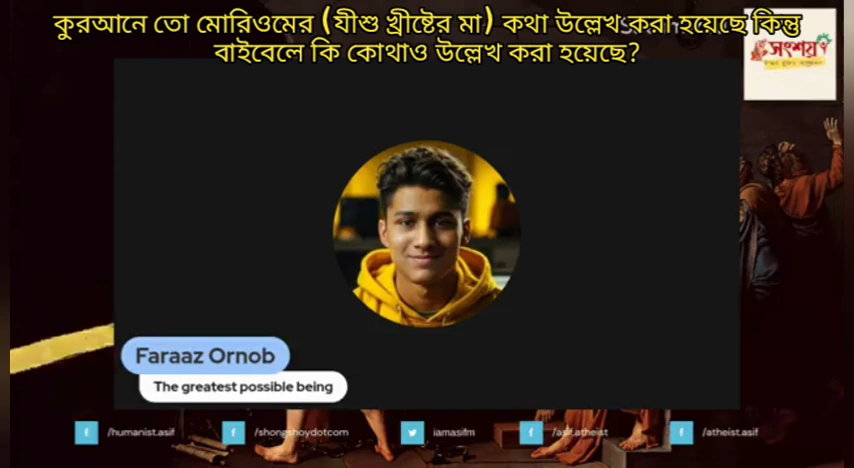 কুরআনে তো মোরিওমের (যীশু খ্রীষ্টের মা) কথা উল্লেখ করা হয়েছে কিন্তু
বাইবেলে কি কোথাও উল্লেখ করা হয়েছে?
সংশয়
Faraaz Ornob
The greatest possible being
/humanist.asif
/shongshoydotcom
iamasifm
/asif.atheist
/atheist.asif